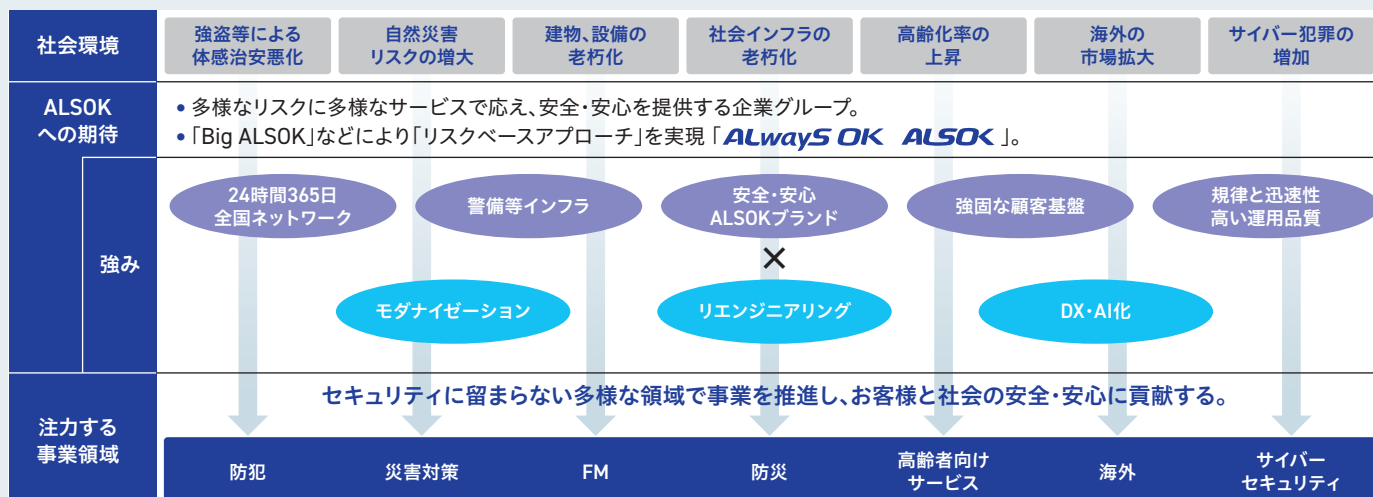 社会環境
強盗等による
体感治安悪化
自然災害
リスクの増大
建物、設備の
老朽化
社会インフラの
老朽化
高齢化率の
上昇
海外の
市場拡大
サイバー犯罪の
増加
ALSOK
への期待
• 多様なリスクに多様なサービスで応え、安全・安心を提供する企業グループ。
• 「Big ALSOK」などにより「リスクベースアプローチ」を実現 「ALwayS OK ALSOK」。
強み
24時間365日
全国ネットワーク
警備等インフラ
安全・安心
ALSOKブランド
強固な顧客基盤
規律と迅速性
高い運用品質
×
モダナイゼーション
リエンジニアリング
DX・AI化
注力する
事業領域
セキュリティに留まらない多様な領域で事業を推進し、お客様と社会の安全・安心に貢献する。
防犯
災害対策
FM
防災
高齢者向け
サービス
海外
サイバー
セキュリティ